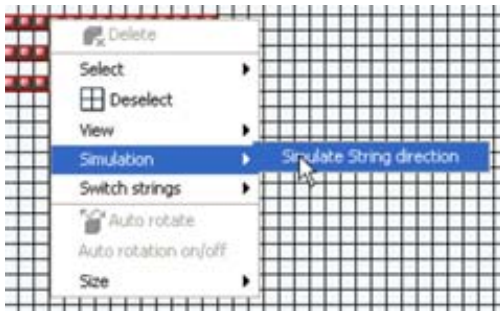 Delete
Select
Deselect
View
Simulation
Simulate String direction
Switch strings
Auto rotate
Auto rotation on/off
Size